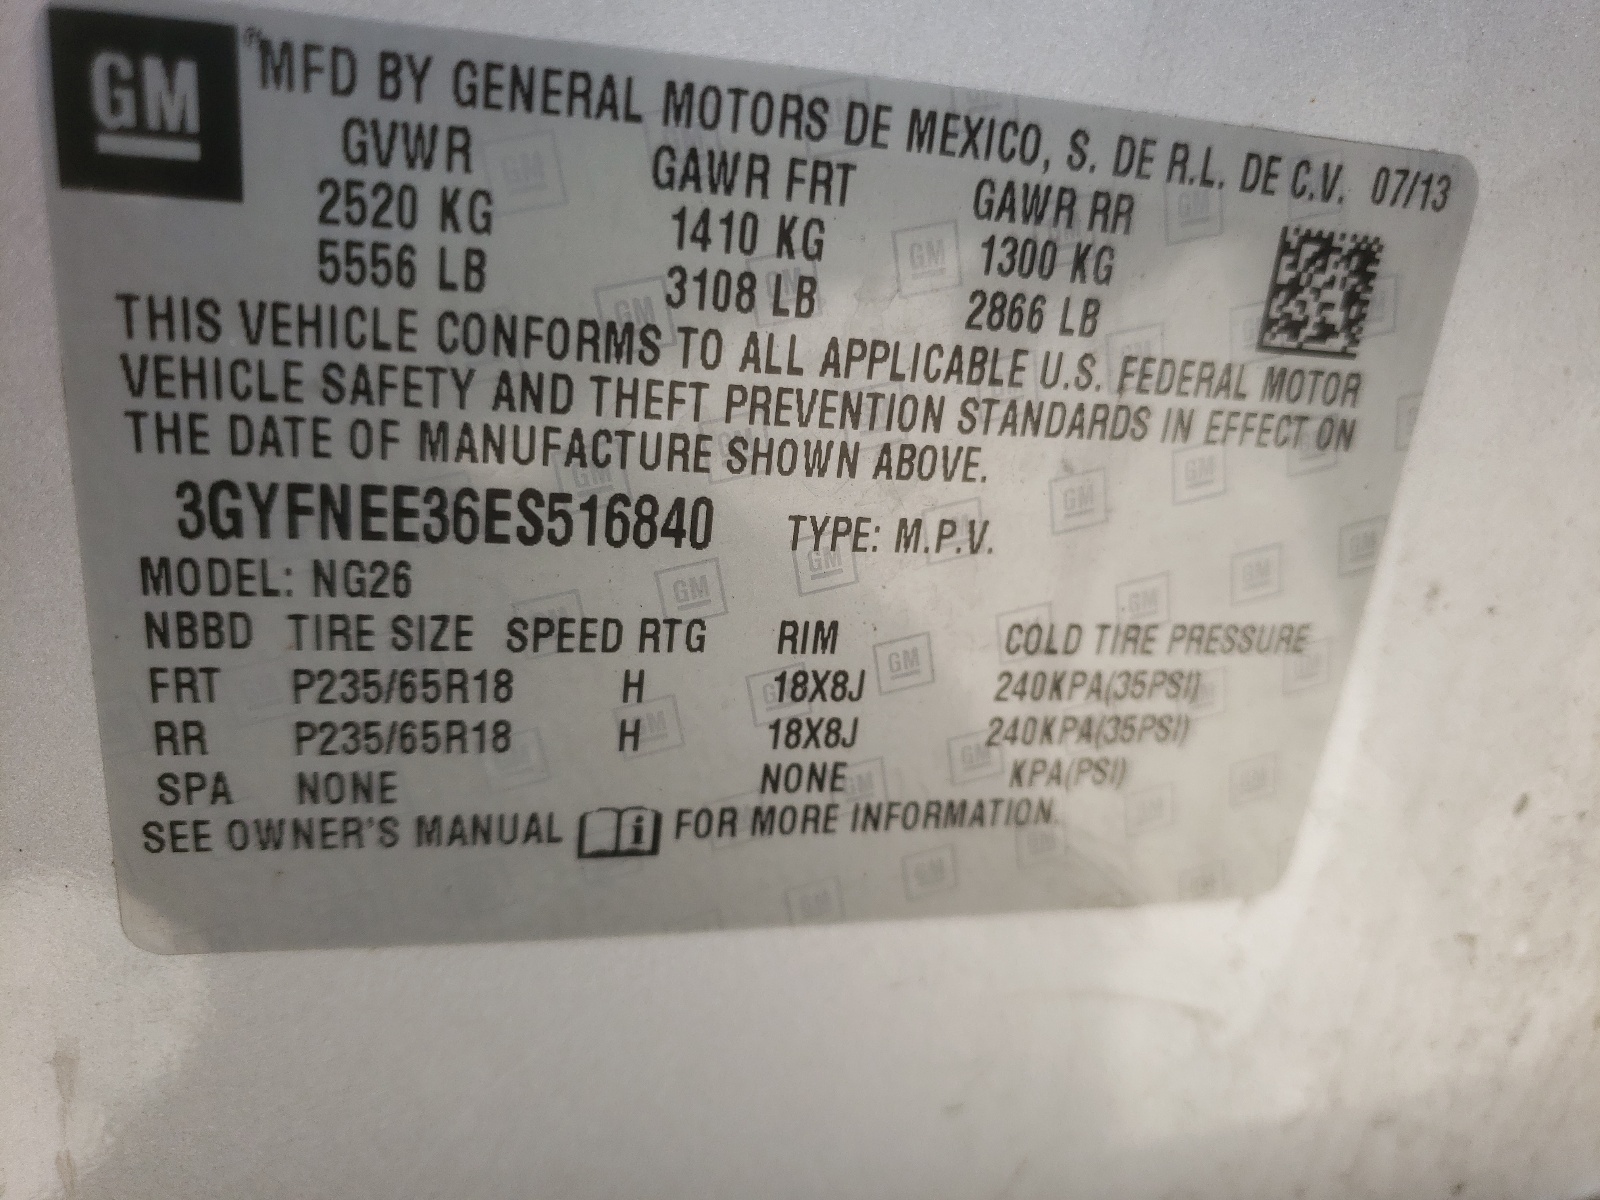 GM
MFD BY GENERAL MOTORS DE MEXICO, S. DE R.L. DE C.V. 07/13
GVWR GAWR FRT GAWR RR
2520 KG 1410 KG 1300 KG
5556 LB 3108 LB 2866 LB
THIS VEHICLE CONFORMS TO ALL APPLICABLE U.S. FEDERAL MOTOR
VEHICLE SAFETY AND THEFT PREVENTION STANDARDS IN EFFECT ON
THE DATE OF MANUFACTURE SHOWN ABOVE.
3GYFNEE36ES516840 TYPE: M.P.V.
MODEL: NG26
NBBD TIRE SIZE SPEED RTG RIM COLD TIRE PRESSURE
FRT P235/65R18 H 18X8J 240KPA(35PSI)
RR P235/65R18 H 18X8J 240KPA(35PSI)
SPA NONE NONE KPA(PSI)
SEE OWNER'S MANUAL FOR MORE INFORMATION.